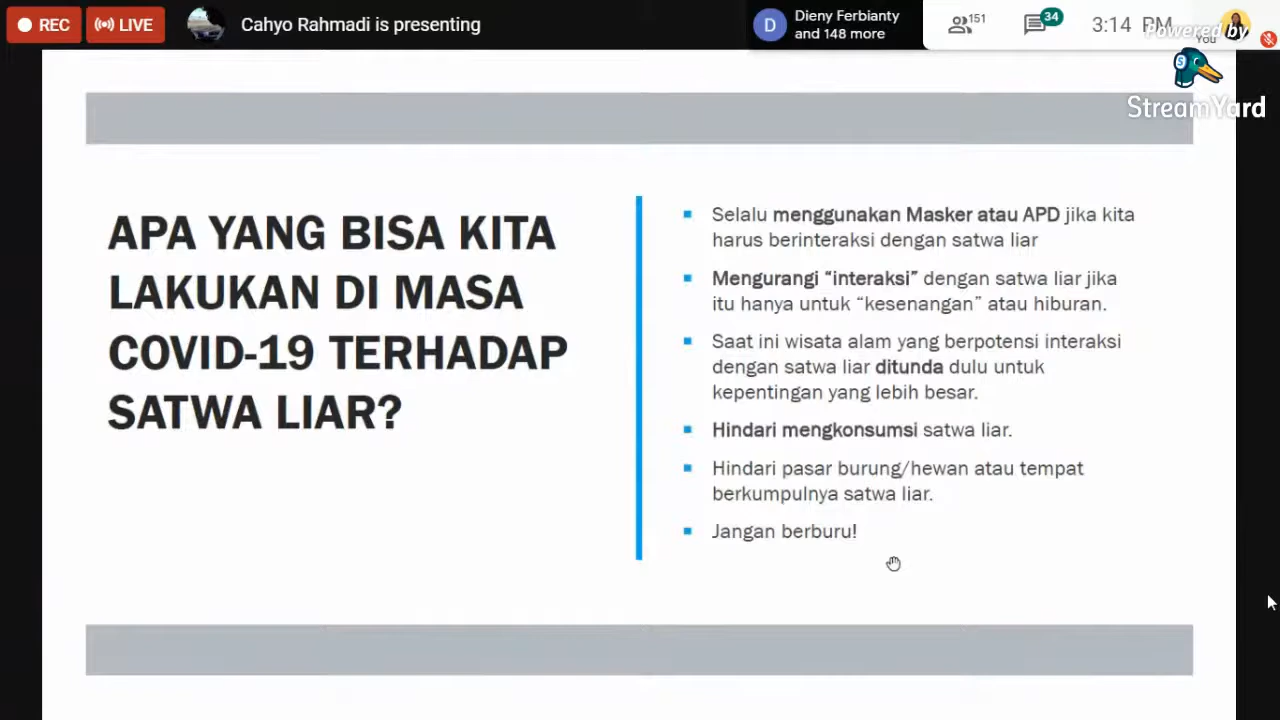 REC
LIVE
Cahyo Rahmadi is presenting
D
Dieny Ferbianty
and 148 more
151
34
3:14 PM
You
Powered by
S
StreamYard
APA YANG BISA KITA
LAKUKAN DI MASA
COVID-19 TERHADAP
SATWA LIAR?
Selalu menggunakan Masker atau APD jika kita
harus berinteraksi dengan satwa liar
Mengurangi “interaksi” dengan satwa liar jika
itu hanya untuk “kesenangan” atau hiburan.
Saat ini wisata alam yang berpotensi interaksi
dengan satwa liar ditunda dulu untuk
kepentingan yang lebih besar.
Hindari mengkonsumsi satwa liar.
Hindari pasar burung/hewan atau tempat
berkumpulnya satwa liar.
Jangan berburu!